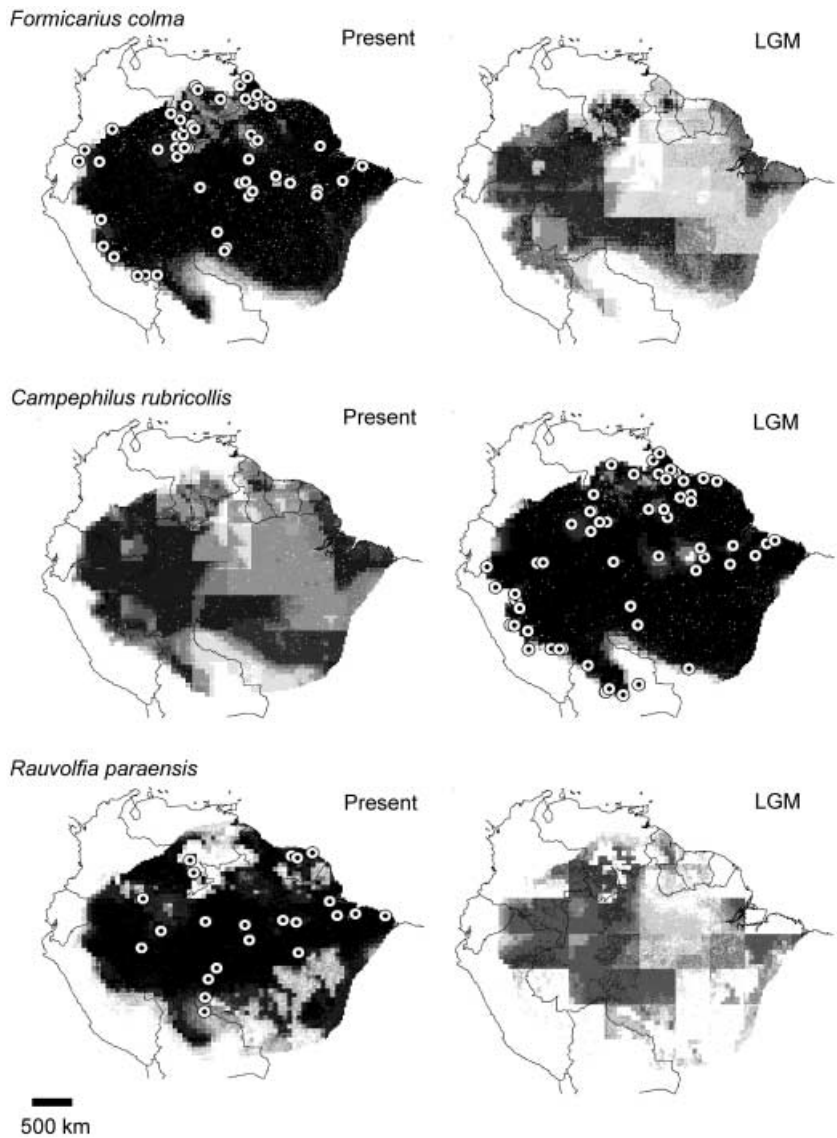 Formicarius colma
Present
LGM
Campephilus rubricollis
Present
LGM
Rauvolfia paraensis
Present
LGM
500 km